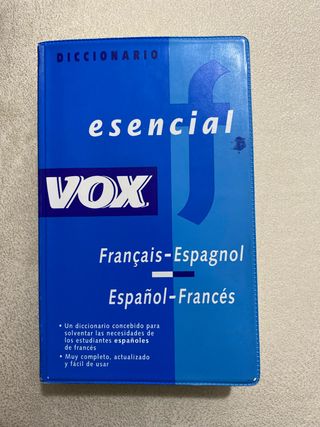 DICCIONARIO
f
esencial
VOX
Français-Espagnol
Español-Francés
• Un diccionario concebido para
solventar las necesidades de
los estudiantes españoles
de francés
• Muy completo, actualizado
y fácil de usar